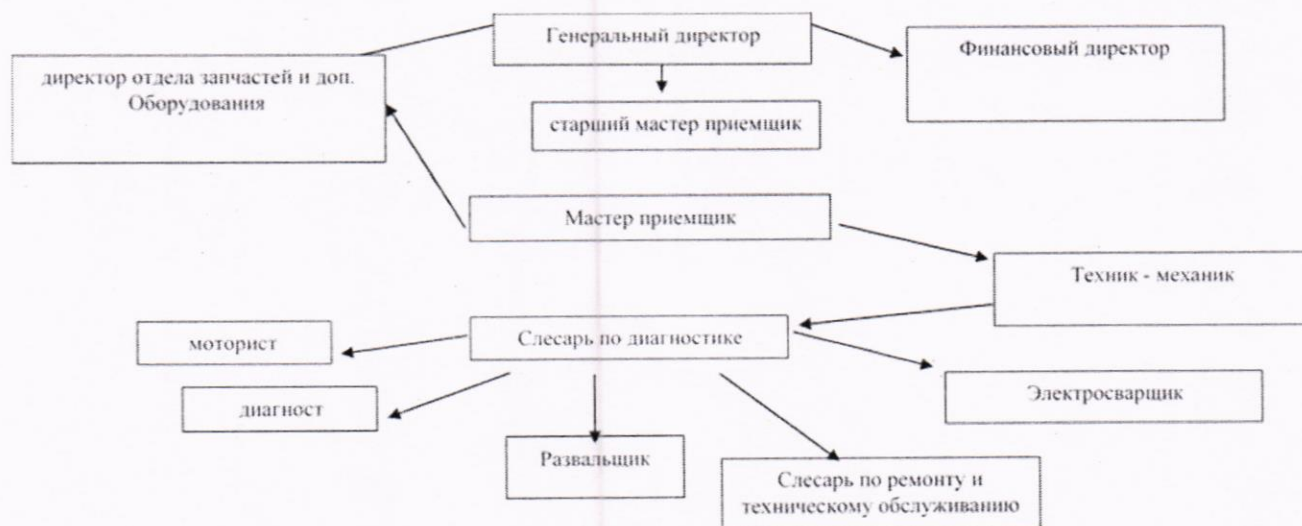 Генеральный директор
Финансовый директор
директор отдела запчастей и доп.
Оборудования
старший мастер приемщик
Мастер приемщик
Техник - механик
Слесарь по диагностике
моторист
Электросварщик
диагност
Развальщик
Слесарь по ремонту и
техническому обслуживанию